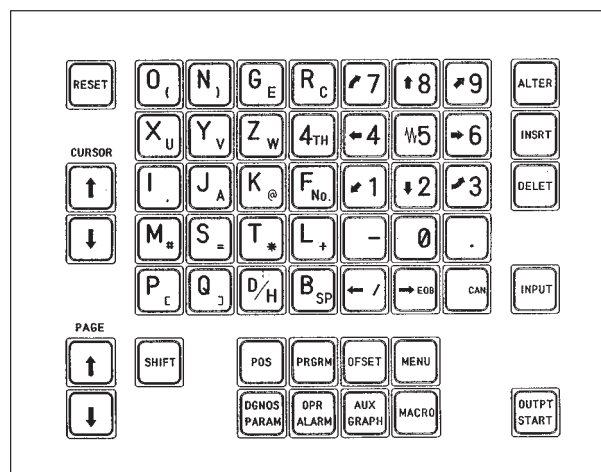 RESET O ( N ) G E R C ↗7 ↑8 ↗9 ALTER
X U Y V Z W 4TH ←4 5 →6 INSRT
CURSOR
↑ I , J A K @ F No. ↙1 ↓2 3 DELET
↓ M # S = T * L + - 0 .
P [ Q ] D/H B SP ← / → EOB CAN INPUT
PAGE
↑ SHIFT POS PRGRM OFSET MENU
↓ DGNOS PARAM OPR ALARM AUX GRAPH MACRO OUTPT START